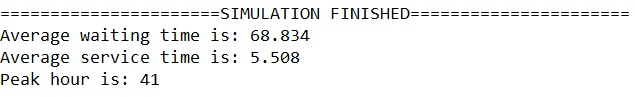 ======================SIMULATION FINISHED======================
Average waiting time is: 68.834
Average service time is: 5.508
Peak hour is: 41